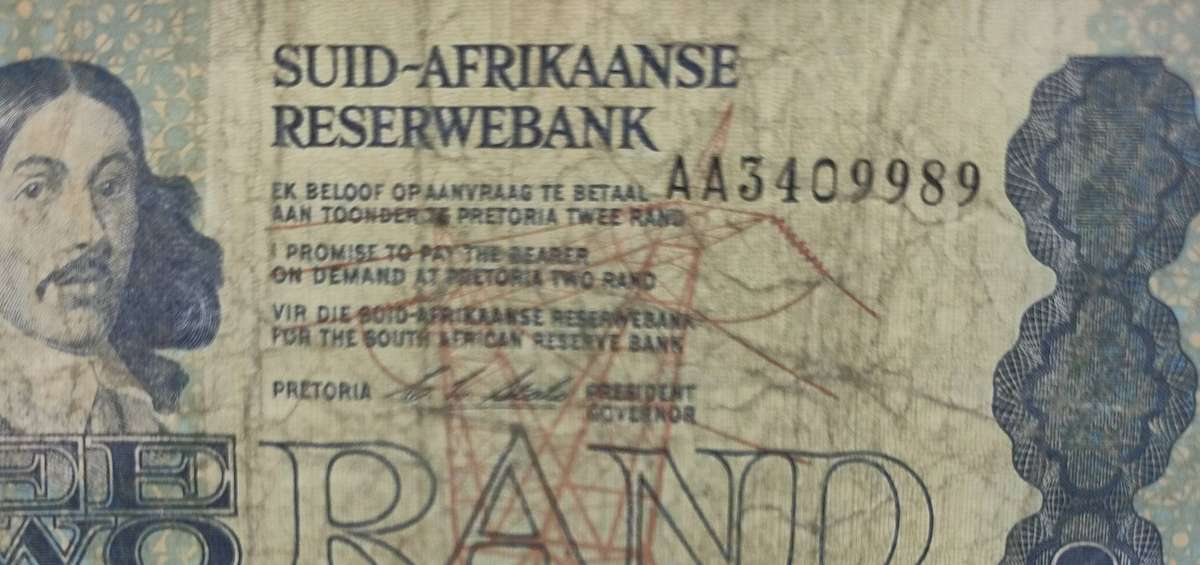 SUID-AFRIKAANSE
RESERWEBANK
AA3409989
EK BELOOF OP AANVRAAG TE BETAAL
AAN TOONDER TE PRETORIA TWEE RAND
I PROMISE TO PAY THE BEARER
ON DEMAND AT PRETORIA TWO RAND
VIR DIE SUID-AFRIKAANSE RESERWEBANK
FOR THE SOUTH AFRICAN RESERVE BANK
PRETORIA PRESIDENT
GOVERNOR
EE
WO
RAND